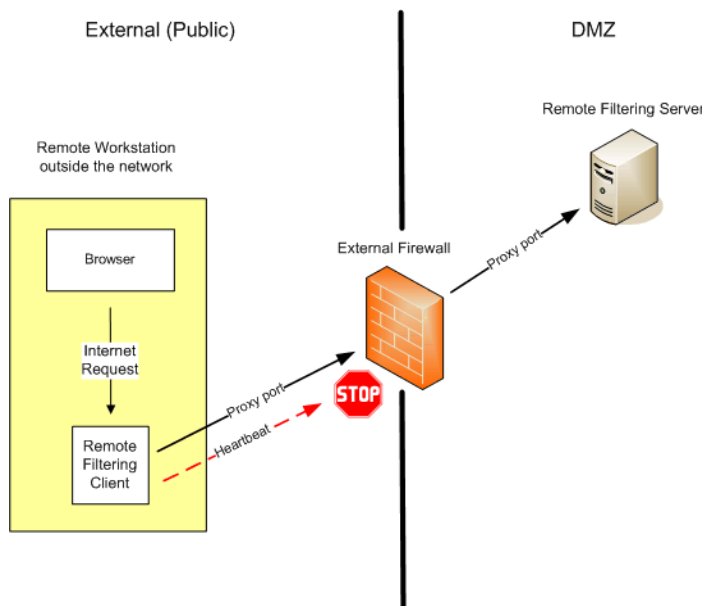 External (Public)
DMZ
Remote Filtering Server
Remote Workstation
outside the network
External Firewall
Browser
Proxy port
Internet
Request
STOP
Proxy port
Heartbeat
Remote
Filtering
Client